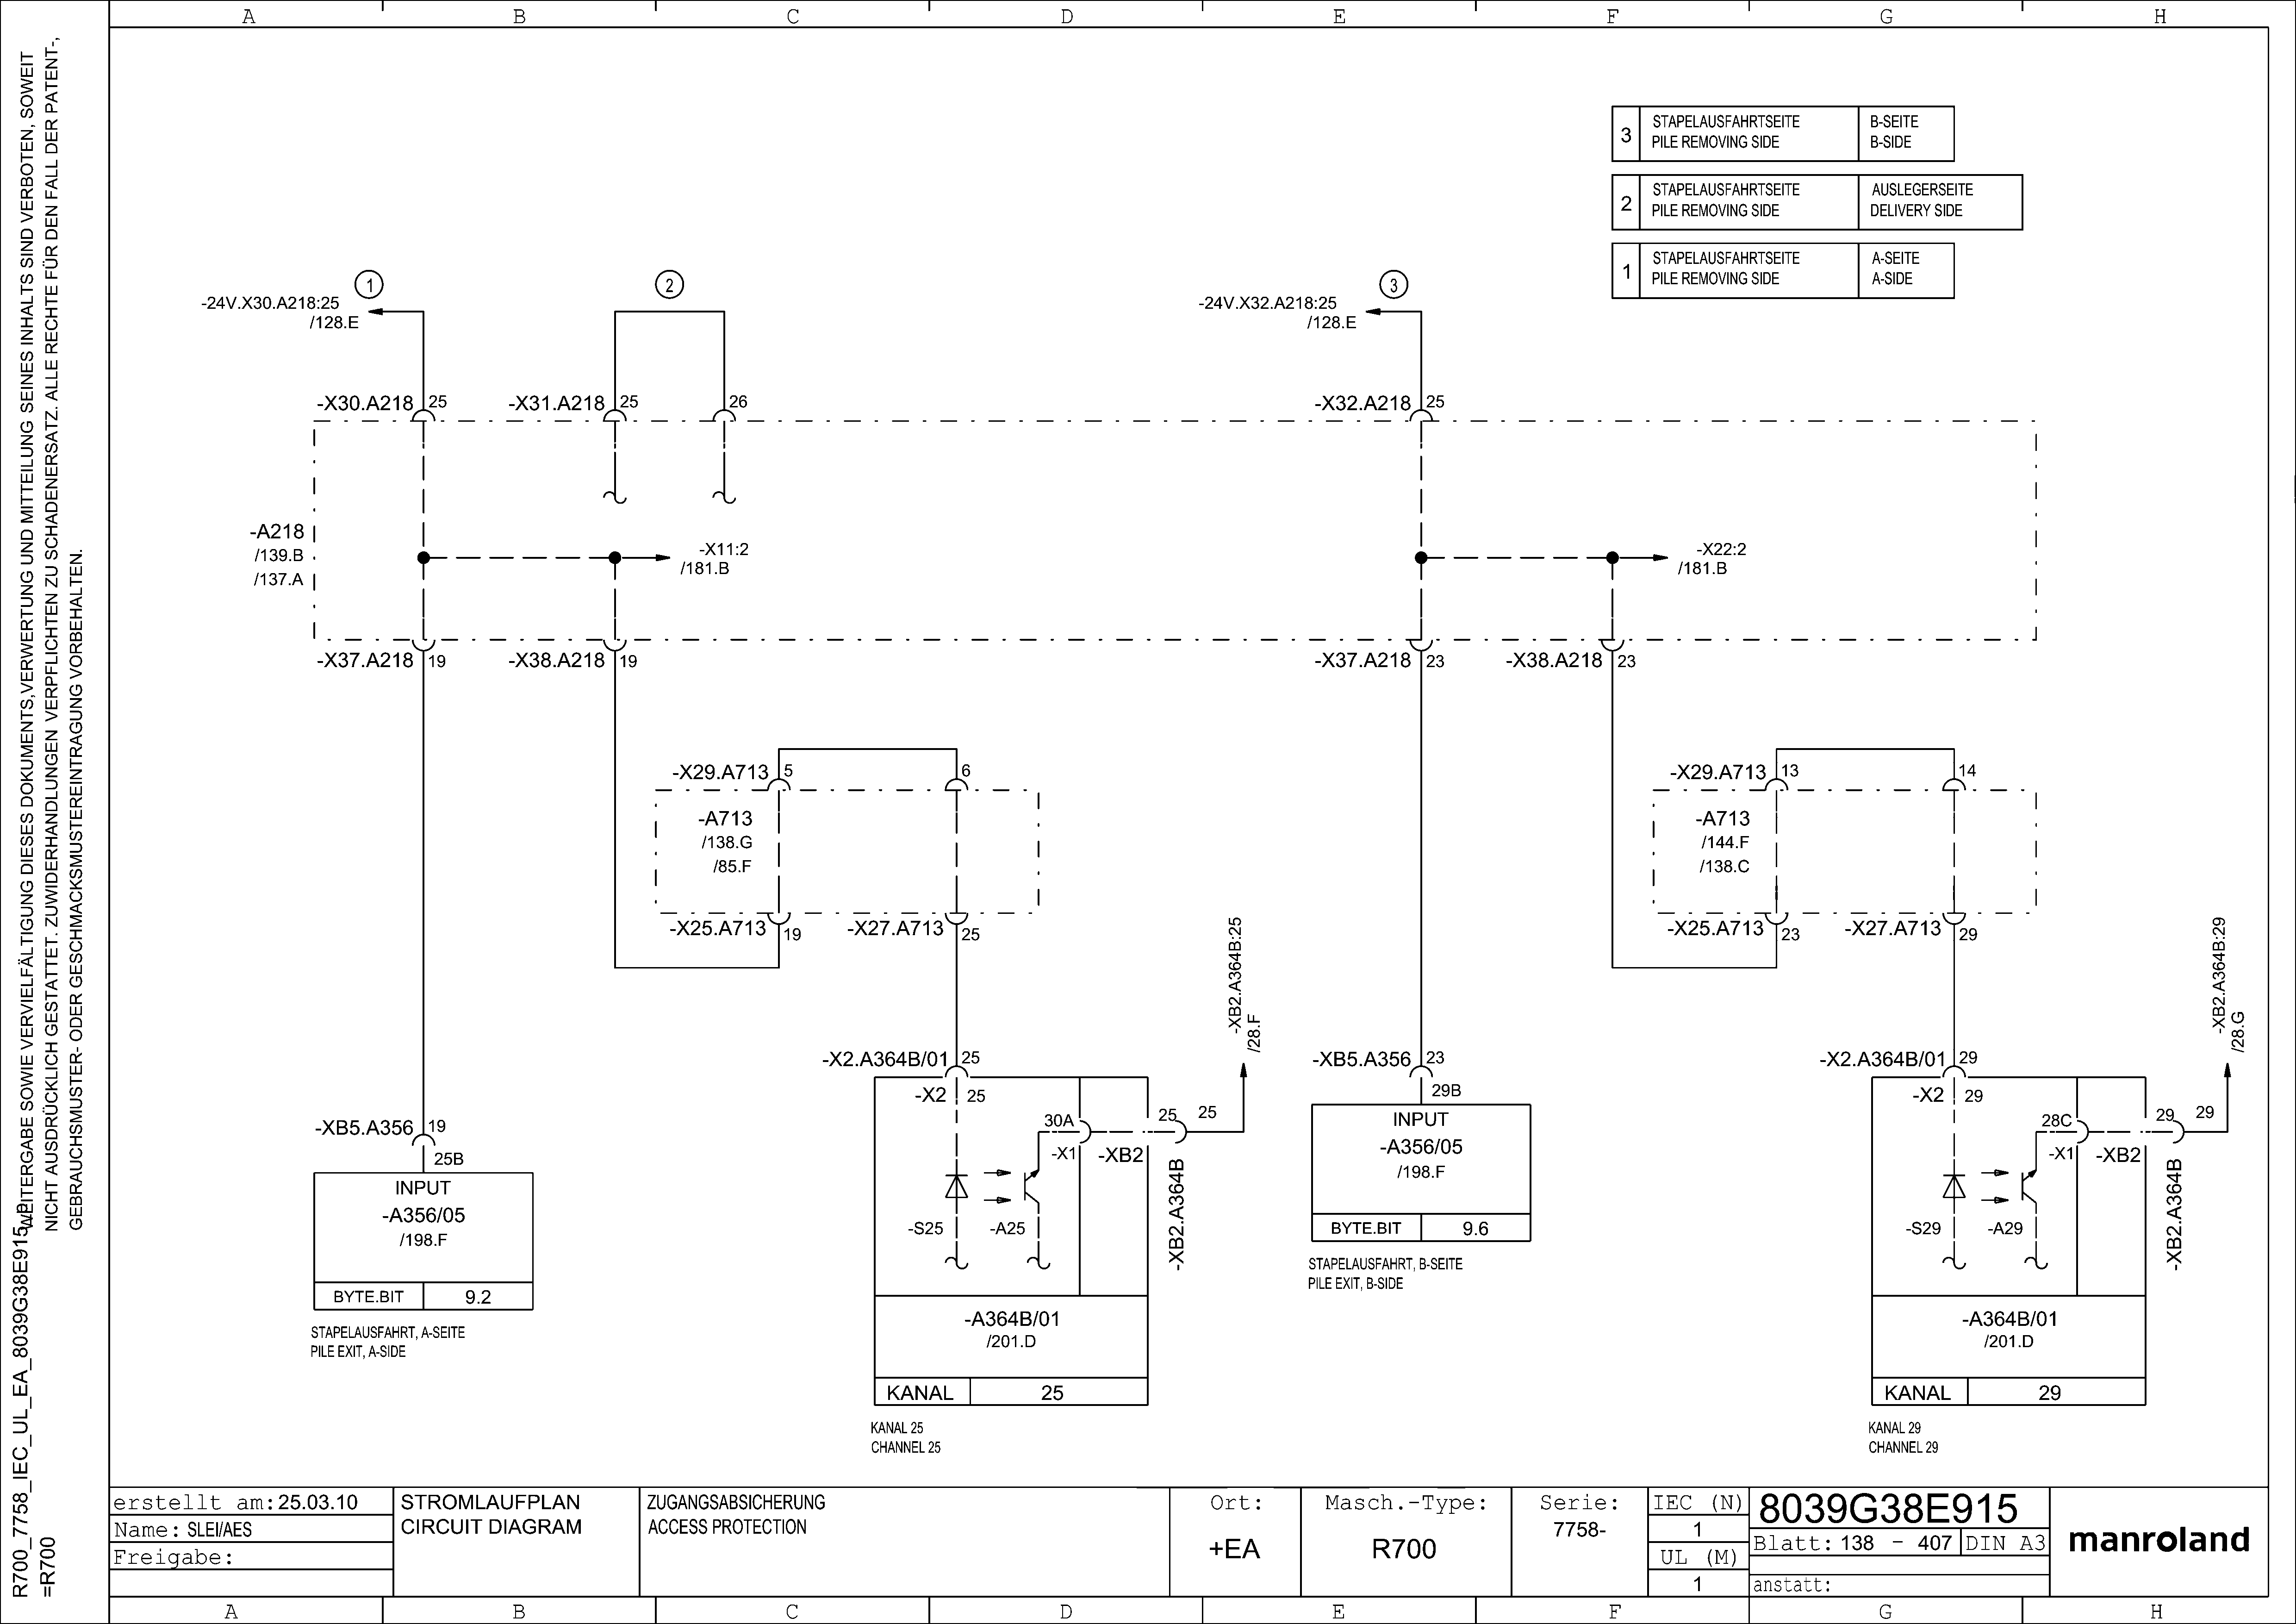 A B C D E F G H
WEITERGABE SOWIE VERVIELFÄLTIGUNG DIESES DOKUMENTS,VERWERTUNG UND MITTEILUNG SEINES INHALTS SIND VERBOTEN, SOWEIT
NICHT AUSDRÜCKLICH GESTATTET. ZUWIDERHANDLUNGEN VERPFLICHTEN ZU SCHADENERSATZ. ALLE RECHTE FÜR DEN FALL DER PATENT-,
GEBRAUCHSMUSTER- ODER GESCHMACKSMUSTEREINTRAGUNG VORBEHALTEN.
3 STAPELAUSFAHRTSEITE B-SEITE
PILE REMOVING SIDE B-SIDE
2 STAPELAUSFAHRTSEITE AUSLEGERSEITE
PILE REMOVING SIDE DELIVERY SIDE
1 STAPELAUSFAHRTSEITE A-SEITE
PILE REMOVING SIDE A-SIDE
1 2 3
-24V.X30.A218:25 -24V.X32.A218:25
/128.E /128.E
-X30.A218 25 -X31.A218 25 26 -X32.A218 25
-A218
/139.B
/137.A
-X11:2
/181.B
-X22:2
/181.B
-X37.A218 19 -X38.A218 19 -X37.A218 23 -X38.A218 23
-X29.A713 5 6 -X29.A713 13 14
-A713 -A713
/138.G /144.F
/85.F /138.C
-X25.A713 19 -X27.A713 25 -X25.A713 23 -X27.A713 29
-XB2.A364B:25
/28.F
-XB2.A364B:29
/28.G
-X2.A364B/01 25 -XB5.A356 23 -X2.A364B/01 29
-X2 25 29B -X2 29
-XB5.A356 19
25B
30A 25 25
-X1 -XB2
-XB2.A364B
28C 29 29
-X1 -XB2
-XB2.A364B
INPUT
-A356/05
/198.F
BYTE.BIT 9.2
STAPELAUSFAHRT, A-SEITE
PILE EXIT, A-SIDE
-S25 -A25
-A364B/01
/201.D
KANAL 25
KANAL 25
CHANNEL 25
INPUT
-A356/05
/198.F
BYTE.BIT 9.6
STAPELAUSFAHRT, B-SEITE
PILE EXIT, B-SIDE
-S29 -A29
-A364B/01
/201.D
KANAL 29
KANAL 29
CHANNEL 29
erstellt am: 25.03.10
Name: SLEI/AES
Freigabe:
STROMLAUFPLAN
CIRCUIT DIAGRAM
ZUGANGSABSICHERUNG
ACCESS PROTECTION
Ort:
+EA
Masch.-Type:
R700
Serie:
7758-
IEC (N)
1
UL (M)
1
8039G38E915
Blatt: 138 - 407 DIN A3
anstatt:
manroland
=R700
A B C D E F G H